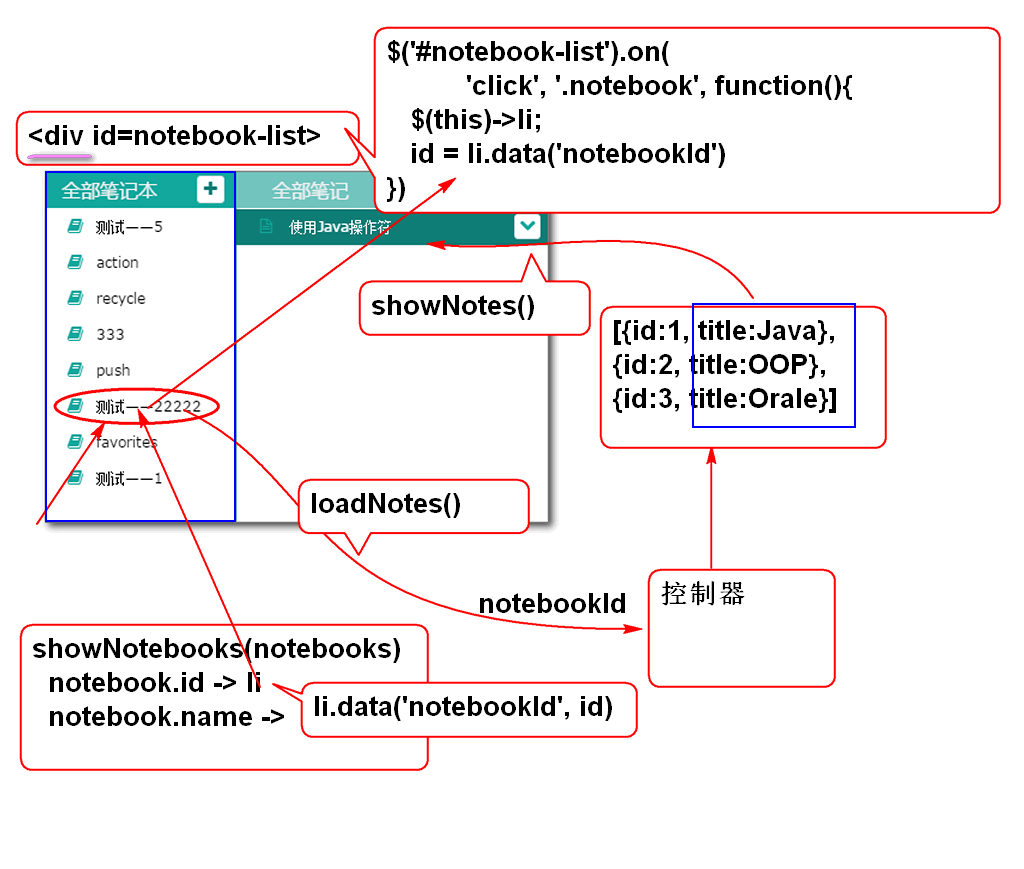 $('#notebook-list').on(
'click', '.notebook', function(){
$(this)->li;
id = li.data('notebookId')
})
<div id=notebook-list>
全部笔记本
全部笔记
测试——5
action
recycle
333
push
测试——22222
favorites
测试——1
使用Java操作符
showNotes()
[{id:1, title:Java},
{id:2, title:OOP},
{id:3, title:Orale}]
loadNotes()
notebookId
控制器
showNotebooks(notebooks)
notebook.id -> li
notebook.name ->
li.data('notebookId', id)